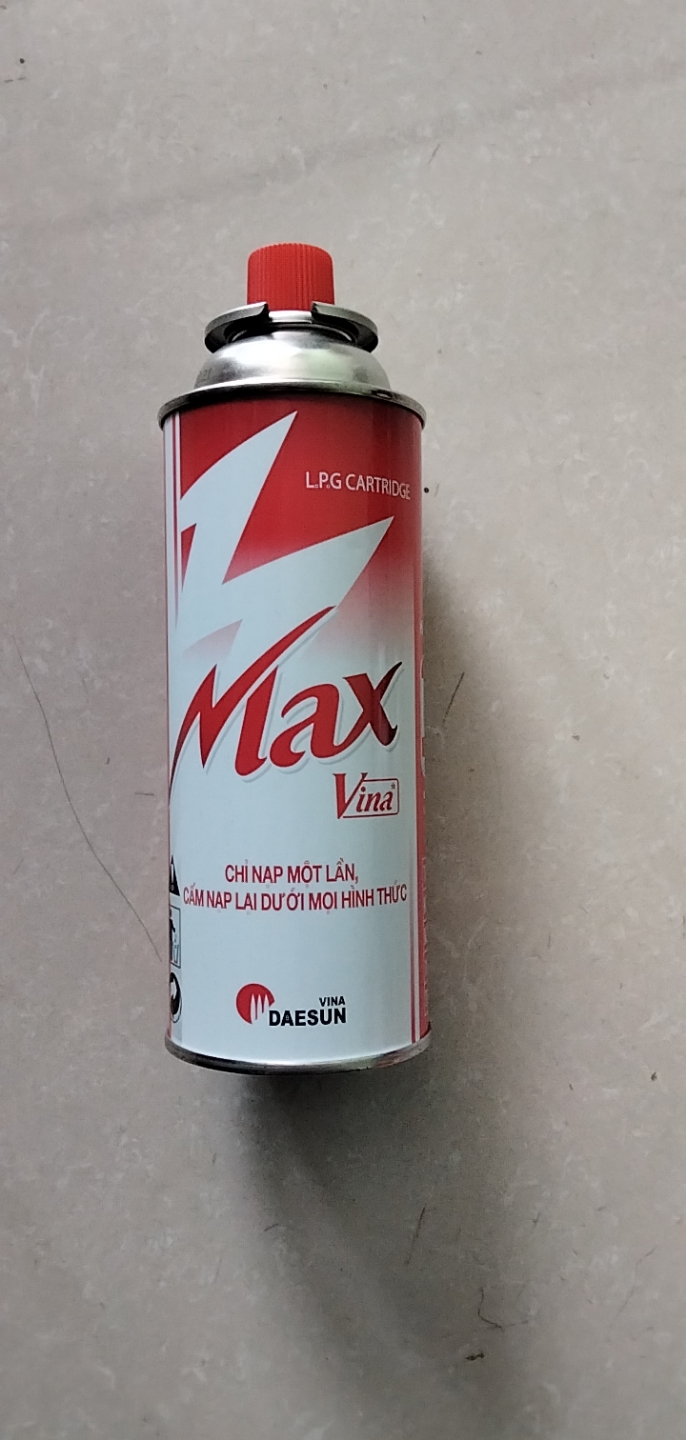 L.P.G CARTRIDGE
Max
Vina®
CHỈ NẠP MỘT LẦN,
CẤM NẠP LẠI DƯỚI MỌI HÌNH THỨC
VINA
DAESUN